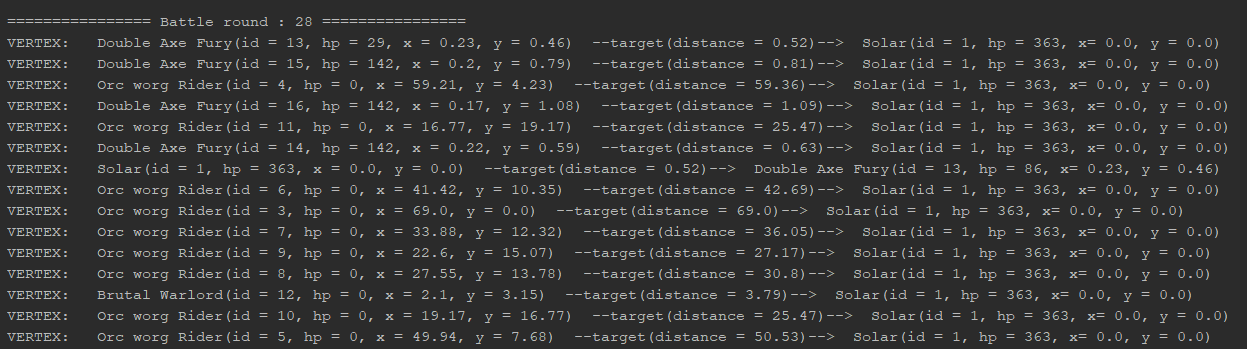 ================ Battle round : 28 ================
VERTEX:   Double Axe Fury(id = 13, hp = 29, x = 0.23, y = 0.46)  --target(distance = 0.52)-->  Solar(id = 1, hp = 363, x= 0.0, y = 0.0)
VERTEX:   Double Axe Fury(id = 15, hp = 142, x = 0.2, y = 0.79)  --target(distance = 0.81)-->  Solar(id = 1, hp = 363, x= 0.0, y = 0.0)
VERTEX:   Orc worg Rider(id = 4, hp = 0, x = 59.21, y = 4.23)  --target(distance = 59.36)-->  Solar(id = 1, hp = 363, x= 0.0, y = 0.0)
VERTEX:   Double Axe Fury(id = 16, hp = 142, x = 0.17, y = 1.08)  --target(distance = 1.09)-->  Solar(id = 1, hp = 363, x= 0.0, y = 0.0)
VERTEX:   Orc worg Rider(id = 11, hp = 0, x = 16.77, y = 19.17)  --target(distance = 25.47)-->  Solar(id = 1, hp = 363, x= 0.0, y = 0.0)
VERTEX:   Double Axe Fury(id = 14, hp = 142, x = 0.22, y = 0.59)  --target(distance = 0.63)-->  Solar(id = 1, hp = 363, x= 0.0, y = 0.0)
VERTEX:   Solar(id = 1, hp = 363, x = 0.0, y = 0.0)  --target(distance = 0.52)-->  Double Axe Fury(id = 13, hp = 86, x= 0.23, y = 0.46)
VERTEX:   Orc worg Rider(id = 6, hp = 0, x = 41.42, y = 10.35)  --target(distance = 42.69)-->  Solar(id = 1, hp = 363, x= 0.0, y = 0.0)
VERTEX:   Orc worg Rider(id = 3, hp = 0, x = 69.0, y = 0.0)  --target(distance = 69.0)-->  Solar(id = 1, hp = 363, x= 0.0, y = 0.0)
VERTEX:   Orc worg Rider(id = 7, hp = 0, x = 33.88, y = 12.32)  --target(distance = 36.05)-->  Solar(id = 1, hp = 363, x= 0.0, y = 0.0)
VERTEX:   Orc worg Rider(id = 9, hp = 0, x = 22.6, y = 15.07)  --target(distance = 27.17)-->  Solar(id = 1, hp = 363, x= 0.0, y = 0.0)
VERTEX:   Orc worg Rider(id = 8, hp = 0, x = 27.55, y = 13.78)  --target(distance = 30.8)-->  Solar(id = 1, hp = 363, x= 0.0, y = 0.0)
VERTEX:   Brutal Warlord(id = 12, hp = 0, x = 2.1, y = 3.15)  --target(distance = 3.79)-->  Solar(id = 1, hp = 363, x= 0.0, y = 0.0)
VERTEX:   Orc worg Rider(id = 10, hp = 0, x = 19.17, y = 16.77)  --target(distance = 25.47)-->  Solar(id = 1, hp = 363, x= 0.0, y = 0.0)
VERTEX:   Orc worg Rider(id = 5, hp = 0, x = 49.94, y = 7.68)  --target(distance = 50.53)-->  Solar(id = 1, hp = 363, x= 0.0, y = 0.0)